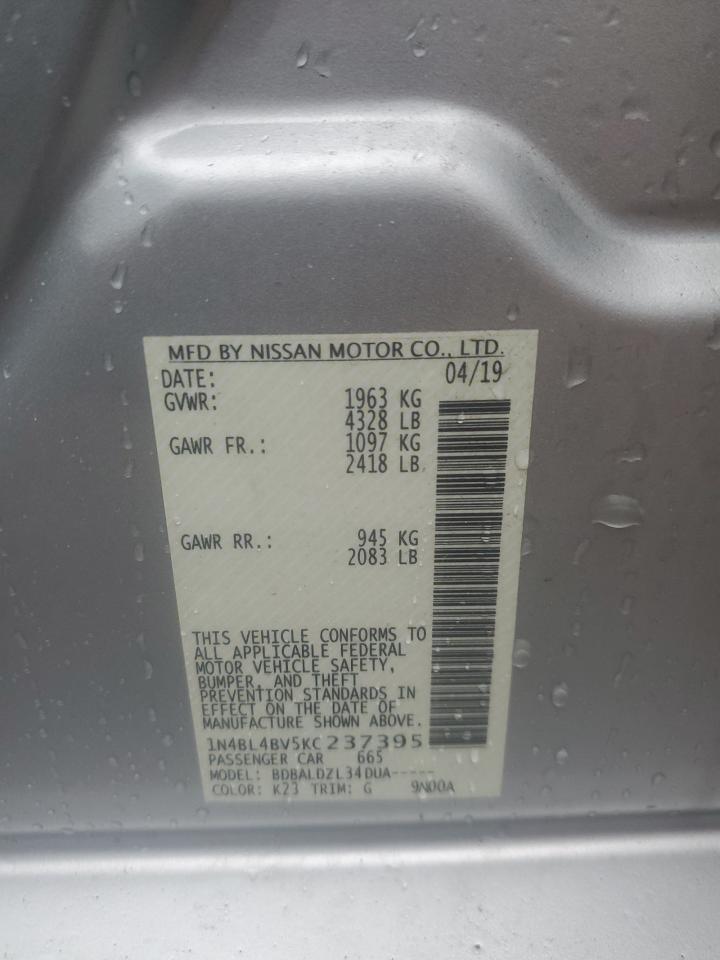 MFD BY NISSAN MOTOR CO., LTD.
DATE: 04/19
GVWR: 1963 KG
4328 LB
GAWR FR.: 1097 KG
2418 LB
GAWR RR.: 945 KG
2083 LB
THIS VEHICLE CONFORMS TO
ALL APPLICABLE FEDERAL
MOTOR VEHICLE SAFETY,
BUMPER, AND THEFT
PREVENTION STANDARDS IN
EFFECT ON THE DATE OF
MANUFACTURE SHOWN ABOVE.
1N4BL4BV5KC237395
PASSENGER CAR 665
MODEL: BDBALDZL34DUA-----
COLOR: K23 TRIM: G 9N00A